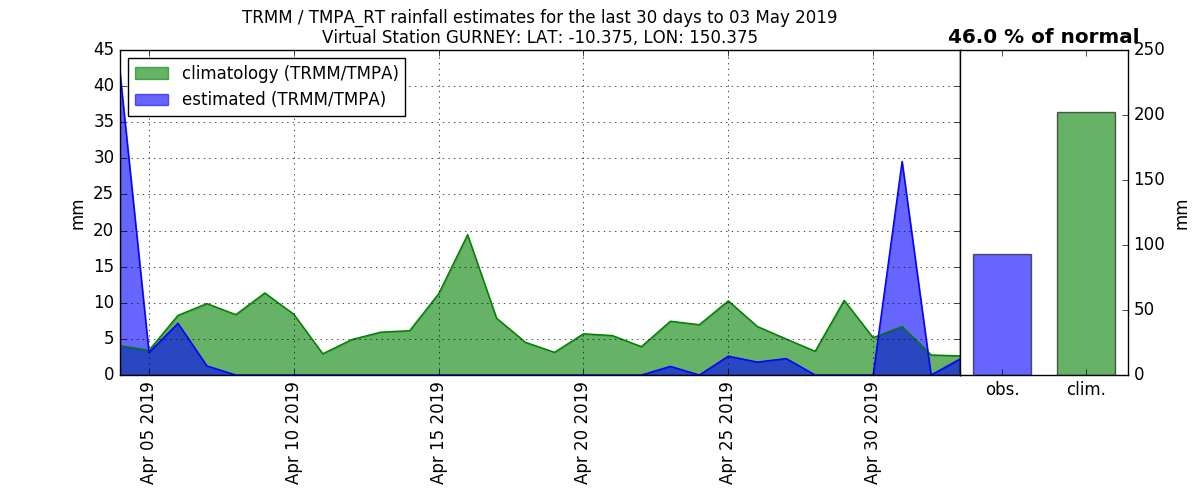 TRMM / TMPA_RT rainfall estimates for the last 30 days to 03 May 2019
Virtual Station GURNEY: LAT: -10.375, LON: 150.375
46.0 % of normal
climatology (TRMM/TMPA)
estimated (TRMM/TMPA)
mm
45
40
35
30
25
20
15
10
5
0
Apr 05 2019
Apr 10 2019
Apr 15 2019
Apr 20 2019
Apr 25 2019
Apr 30 2019
obs.
clim.
250
200
150
100
50
0
mm